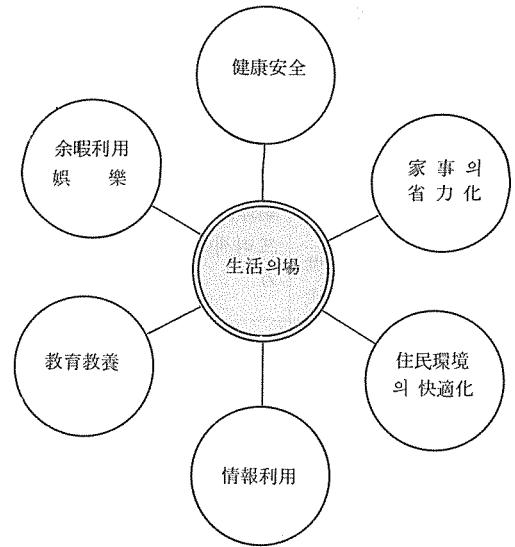 健康安全
余暇利用
娛 樂
家 事 의
省 力 化
生活의場
教育教養
住民環境
의 快適化
情報利用